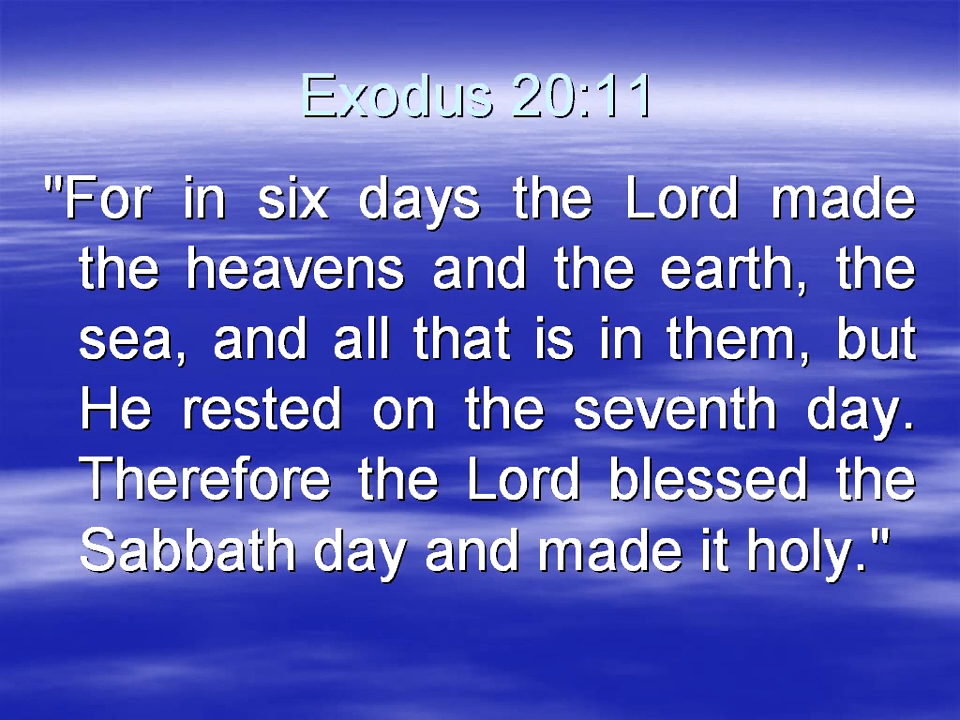 Exodus 20:11
"For in six days the Lord made
the heavens and the earth, the
sea, and all that is in them, but
He rested on the seventh day.
Therefore the Lord blessed the
Sabbath day and made it holy."